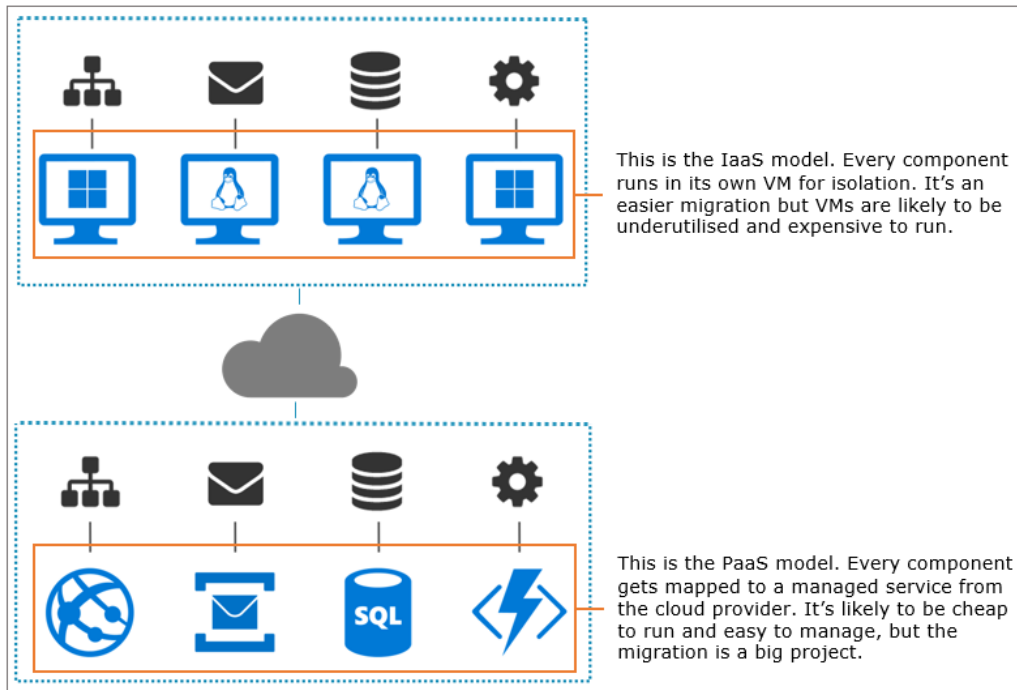 This is the IaaS model. Every component
runs in its own VM for isolation. It’s an
easier migration but VMs are likely to be
underutilised and expensive to run.
This is the PaaS model. Every component
gets mapped to a managed service from
the cloud provider. It’s likely to be cheap
to run and easy to manage, but the
migration is a big project.
SQL